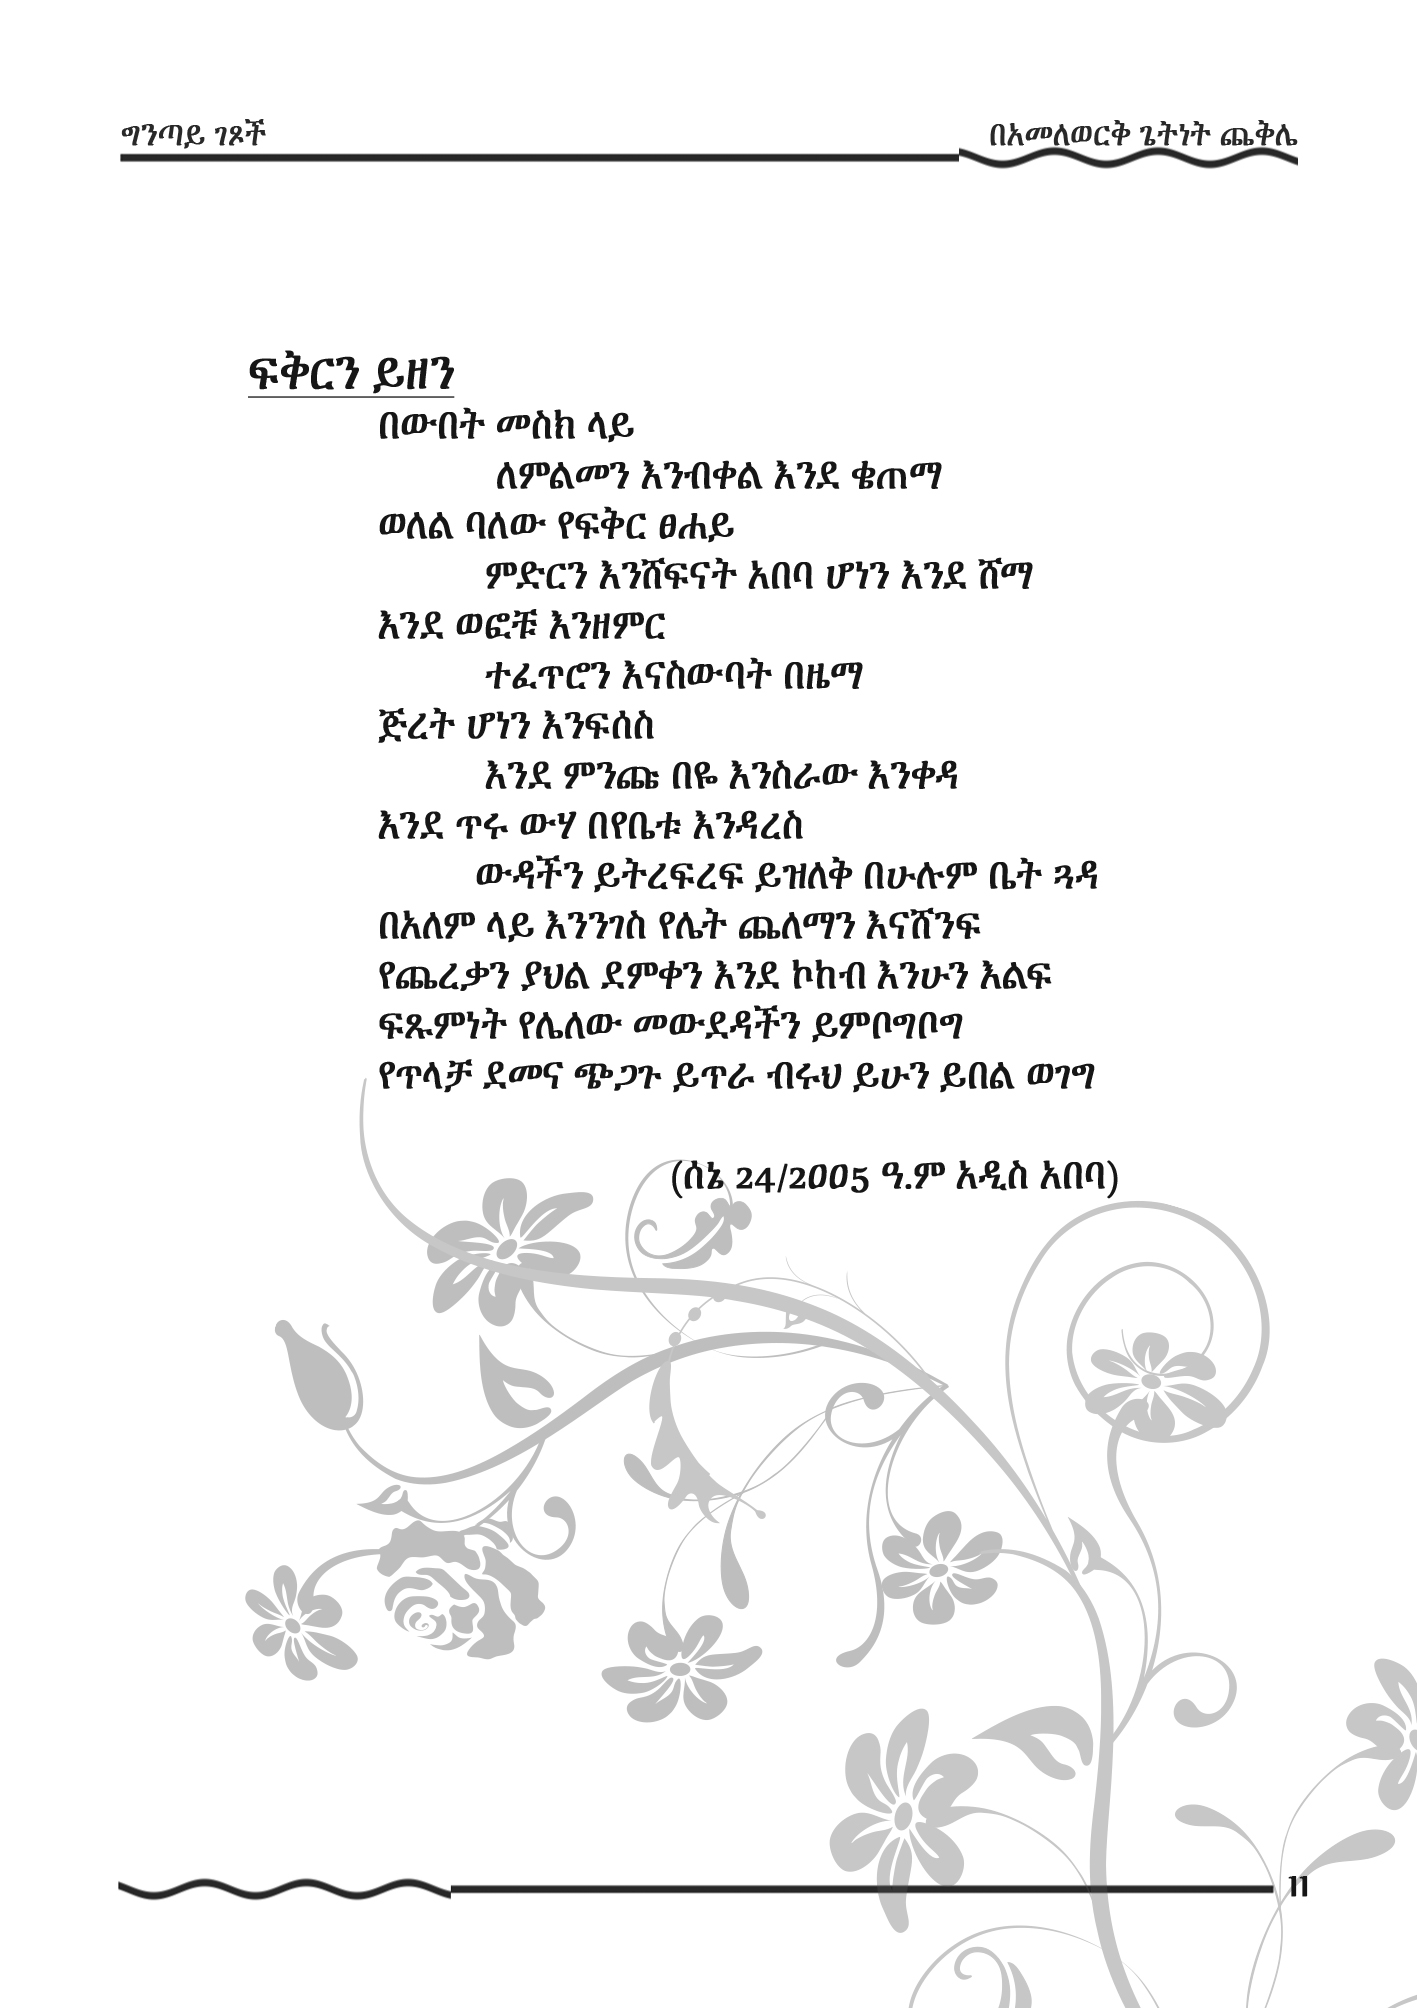 ግንጣይ ገጾች
በአመለወርቅ ጌትነት ጨቅሌ
ፍቅርን ይዘን
በውበት መስክ ላይ
ለምልመን እንብቀል እንደ ቄጠማ
ወለል ባለው የፍቅር ፀሐይ
ምድርን እንሸፍናት አበባ ሆነን እንደ ሸማ
እንደ ወፎቹ እንዘምር
ተፈጥሮን እናስውባት በዜማ
ጅረት ሆነን እንፍሰስ
እንደ ምንጩ በዬ እንስራው እንቀዳ
እንደ ጥሩ ውሃ በየቤቱ እንዳረስ
ውዳችን ይትረፍረፍ ይዝለቅ በሁሉም ቤት ጓዳ
በአለም ላይ እንንገስ የሌት ጨለማን እናሸንፍ
የጨረቃን ያህል ደምቀን እንደ ኮከብ እንሁን እልፍ
ፍጹምነት የሌለው መውደዳችን ይምቦግቦግ
የጥላቻ ደመና ጭጋጉ ይጥራ ብሩህ ይሁን ይበል ወገግ
(ሰኔ 24/2005 ዓ.ም አዲስ አበባ)
11